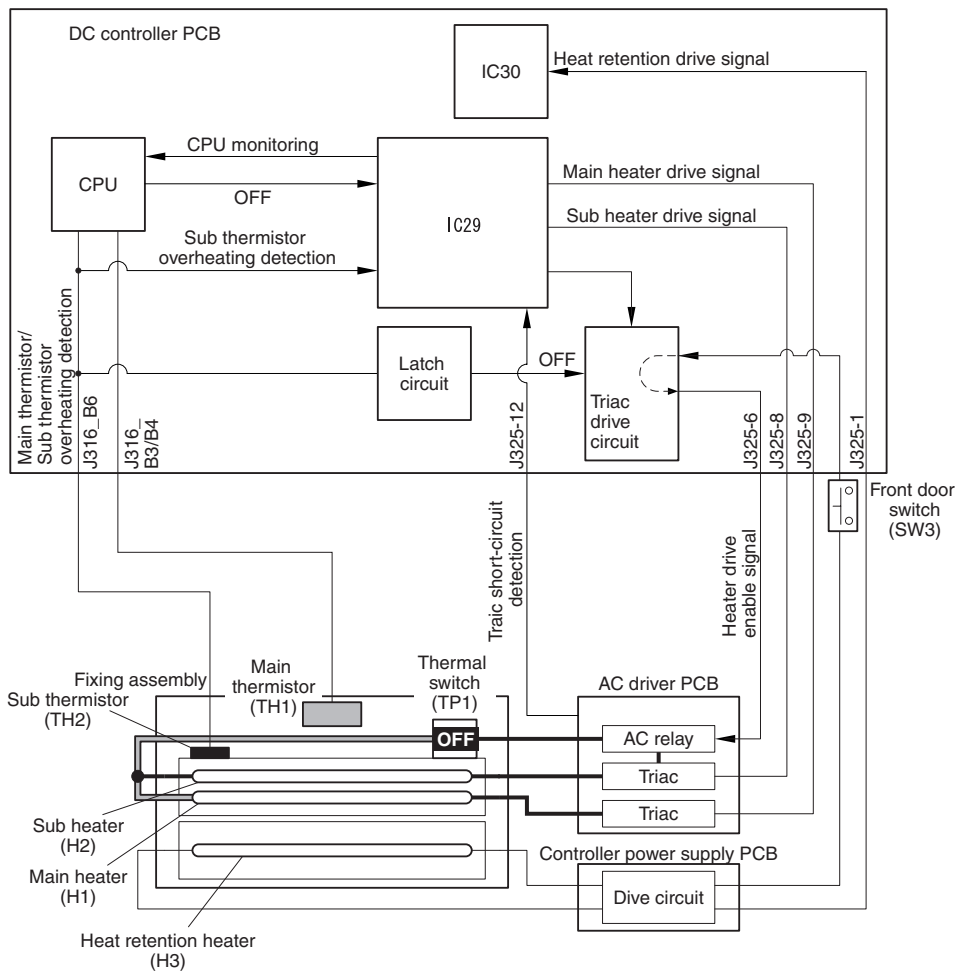 DC controller PCB
IC30
Heat retention drive signal
CPU monitoring
CPU
OFF
IC29
Main heater drive signal
Sub heater drive signal
Sub thermistor
overheating detection
Main thermistor/
Sub thermistor
overheating detection
J316_B6
J316_
B3/B4
Latch
circuit
OFF
Triac
drive
circuit
J325-12
J325-6
J325-8
J325-9
J325-1
Front door
switch
(SW3)
Traic short-circuit
detection
Heater drive
enable signal
Fixing assembly
Sub thermistor
(TH2)
Main
thermistor
(TH1)
Thermal
switch
(TP1)
OFF
AC driver PCB
AC relay
Triac
Triac
Sub heater
(H2)
Main heater
(H1)
Heat retention heater
(H3)
Controller power supply PCB
Dive circuit